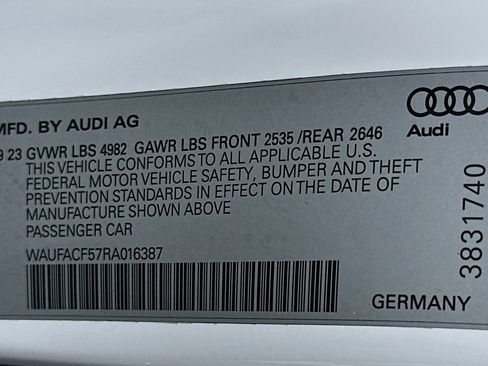 MFD. BY AUDI AG
Audi
9 23 GVWR LBS 4982 GAWR LBS FRONT 2535 /REAR 2646
THIS VEHICLE CONFORMS TO ALL APPLICABLE U.S.
FEDERAL MOTOR VEHICLE SAFETY, BUMPER AND THEFT
PREVENTION STANDARDS IN EFFECT ON THE DATE OF
MANUFACTURE SHOWN ABOVE
PASSENGER CAR
WAUFACF57RA016387
GERMANY
3831740